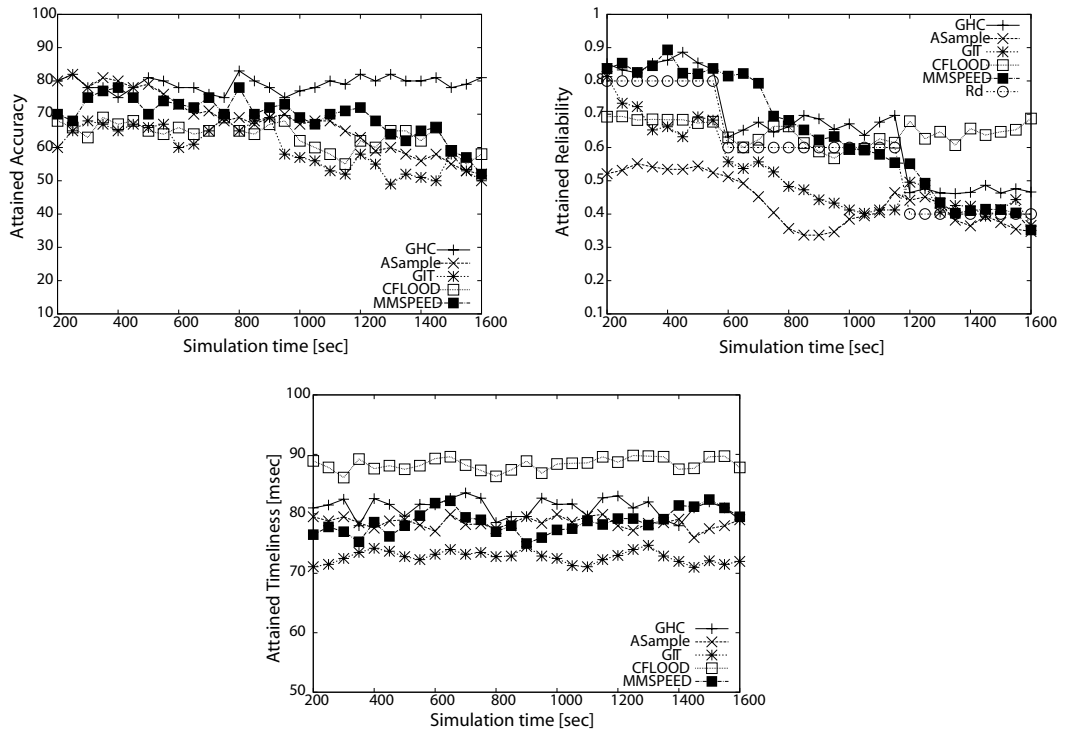 100
90
80
70
60
50
40
30
20
10
200 400 600 800 1000 1200 1400 1600
Attained Accuracy
Simulation time [sec]
GHC
ASample
GIT
CFLOOD
MMSPEED
1
0.9
0.8
0.7
0.6
0.5
0.4
0.3
0.2
0.1
200 400 600 800 1000 1200 1400 1600
Attained Reliability
Simulation time [sec]
GHC
ASample
GIT
CFLOOD
MMSPEED
Rd
100
90
80
70
60
50
200 400 600 800 1000 1200 1400 1600
Attained Timeliness [msec]
Simulation time [sec]
GHC
ASample
GIT
CFLOOD
MMSPEED